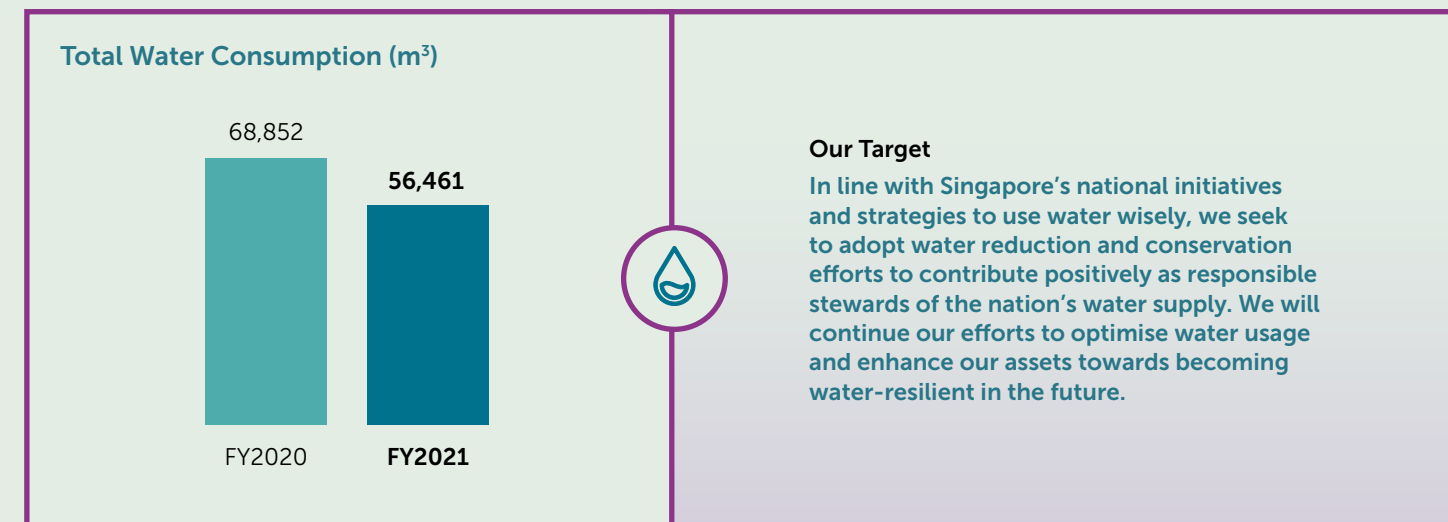 Total Water Consumption (m³)
68,852
56,461
FY2020
FY2021
Our Target
In line with Singapore’s national initiatives
and strategies to use water wisely, we seek
to adopt water reduction and conservation
efforts to contribute positively as responsible
stewards of the nation’s water supply. We will
continue our efforts to optimise water usage
and enhance our assets towards becoming
water-resilient in the future.